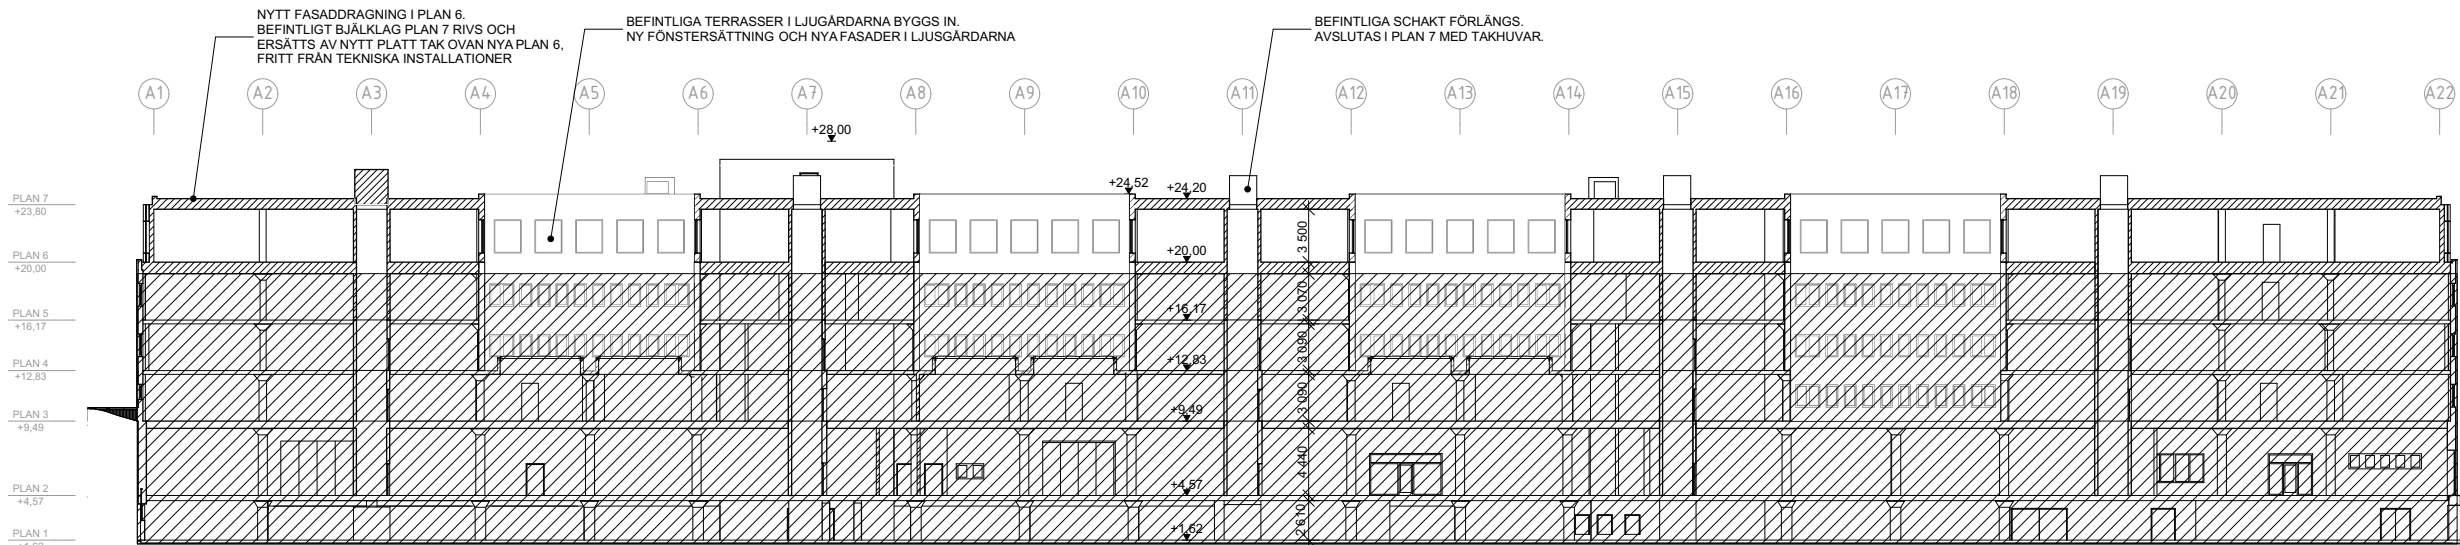 NYTT FASADDRAGNING I PLAN 6.
BEFINTLIGT BJÄLKLAG PLAN 7 RIVS OCH
ERSÄTTS AV NYTT PLATT TAK OVAN NYA PLAN 6,
FRITT FRÅN TEKNISKA INSTALLATIONER
BEFINTLIGA TERRASSER I LJUGÅRDARNA BYGGS IN.
NY FÖNSTERSÄTTNING OCH NYA FASADER I LJUSGÅRDARNA
BEFINTLIGA SCHAKT FÖRLÄNGS.
AVSLUTAS I PLAN 7 MED TAKHUVAR.
A1 A2 A3 A4 A5 A6 A7 A8 A9 A10 A11 A12 A13 A14 A15 A16 A17 A18 A19 A20 A21 A22
+28,00
+24,52
+24,20
PLAN 7
+23,80
3 500
PLAN 6
+20,00
+20,00
3 070
PLAN 5
+16,17
+16,17
3 090
PLAN 4
+12,83
+12,83
3 090
PLAN 3
+9,49
+9,49
4 440
PLAN 2
+4,57
+4,57
2 610
PLAN 1
+1,62